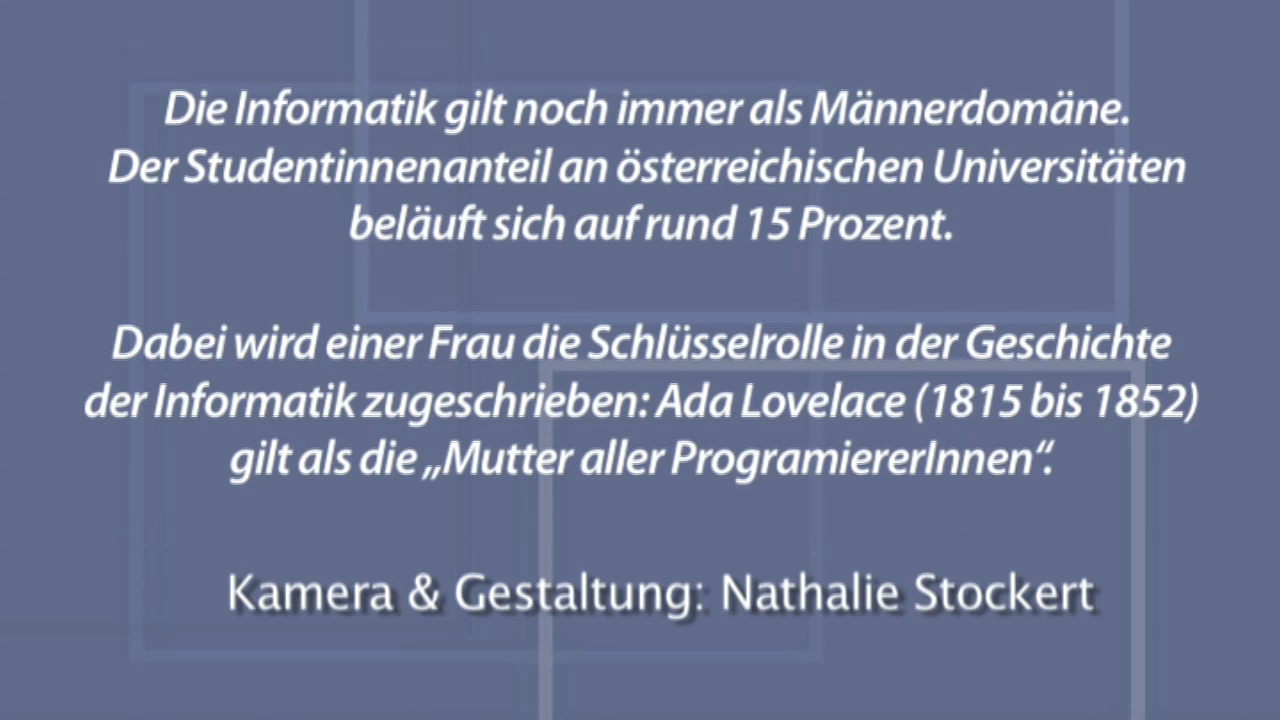 Die Informatik gilt noch immer als Männerdomäne.
Der Studentinnenanteil an österreichischen Universitäten
beläuft sich auf rund 15 Prozent.
Dabei wird einer Frau die Schlüsselrolle in der Geschichte
der Informatik zugeschrieben: Ada Lovelace (1815 bis 1852)
gilt als die „Mutter aller ProgramiererInnen“.
Kamera & Gestaltung: Nathalie Stockert